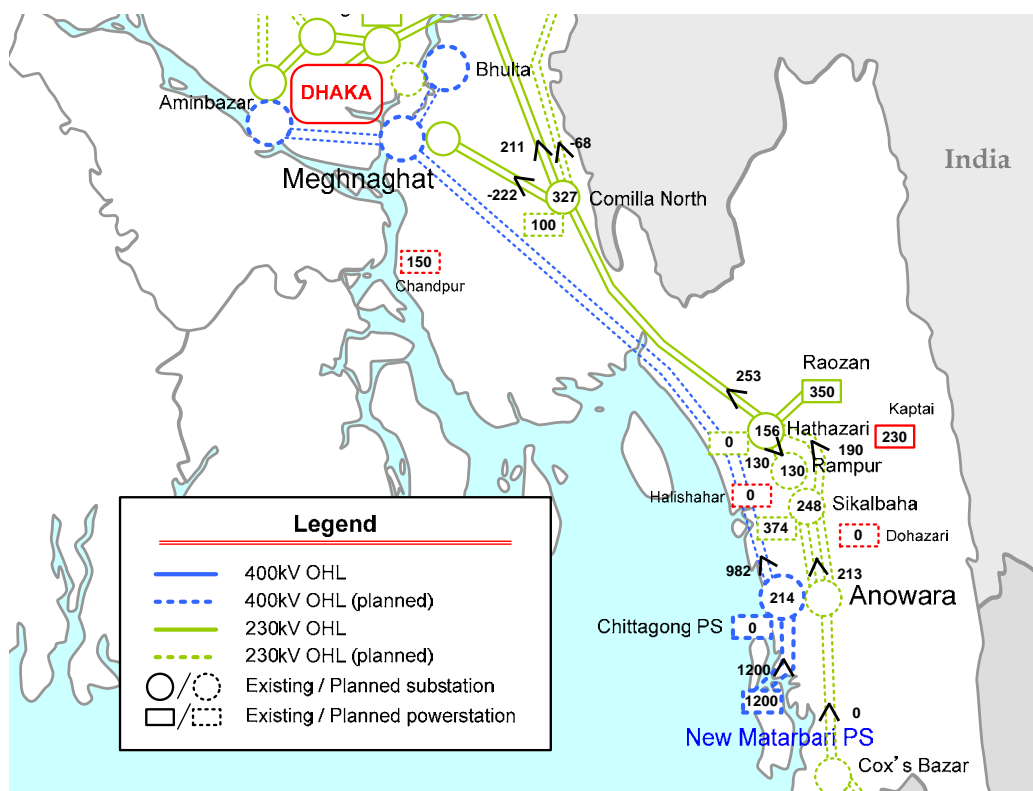 g
Bhulta
DHAKA
Aminbazar
Meghnaghat
211
-68
India
-222
327
Comilla North
100
150
Chandpur
253
Raozan
350
Kaptai
156
Hathazari
230
0
190
130
130
Rampur
Halishahar
0
248
Sikalbaha
374
0
Dohazari
982
213
214
Anowara
Chittagong PS
0
1200
1200
0
New Matarbari PS
Cox's Bazar
Legend
400kV OHL
400kV OHL (planned)
230kV OHL
230kV OHL (planned)
/
Existing / Planned substation
/
Existing / Planned powerstation